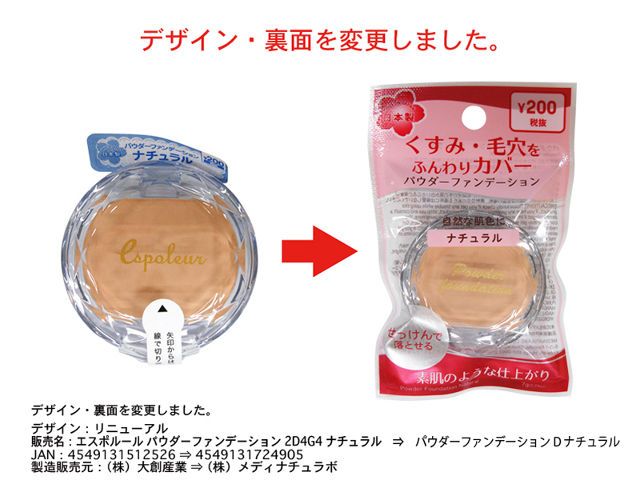 デザイン・裏面を変更しました。
パウダーファンデーション
ナチュラル
Espoleur
矢印からは
線で切り
日本製
¥200
税抜
くすみ・毛穴を
ふんわりカバー
パウダーファンデーション
自然な肌色に
ナチュラル
Powder
foundation
せっけんで
落とせる
素肌のような仕上がり
Powder Foundation Natural
デザイン・裏面を変更しました。
デザイン:リニューアル
販売名:エスポルール パウダーファンデーション 2D4G4 ナチュラル ⇒ パウダーファンデーション D ナチュラル
JAN:4549131512526 ⇒ 4549131724905
製造販売元:(株)大創産業 ⇒ (株)メディナチュラボ